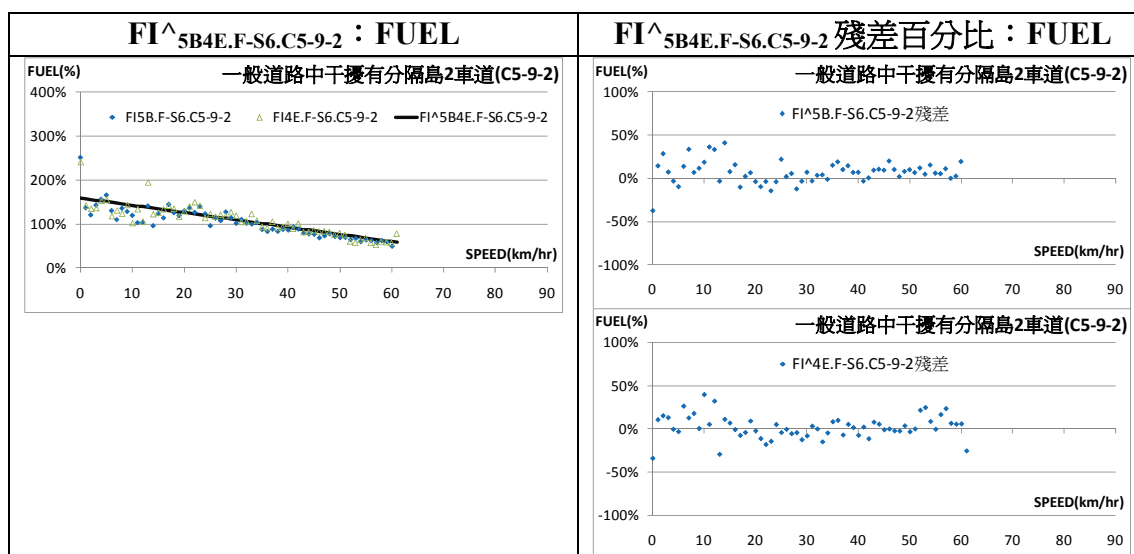 FI^5B4E.F-S6.C5-9-2：FUEL
FI^5B4E.F-S6.C5-9-2 殘差百分比：FUEL
FUEL(%)
一般道路中干擾有分隔島2車道(C5-9-2)
400%
FI5B.F-S6.C5-9-2
FI4E.F-S6.C5-9-2
FI^5B4E.F-S6.C5-9-2
300%
200%
100%
SPEED(km/hr)
0%
0 10 20 30 40 50 60 70 80 90
FUEL(%)
一般道路中干擾有分隔島2車道(C5-9-2)
100%
FI^5B.F-S6.C5-9-2殘差
50%
0%
-50%
SPEED(km/hr)
-100%
0 10 20 30 40 50 60 70 80 90
FUEL(%)
一般道路中干擾有分隔島2車道(C5-9-2)
100%
FI^4E.F-S6.C5-9-2殘差
50%
0%
-50%
SPEED(km/hr)
-100%
0 10 20 30 40 50 60 70 80 90